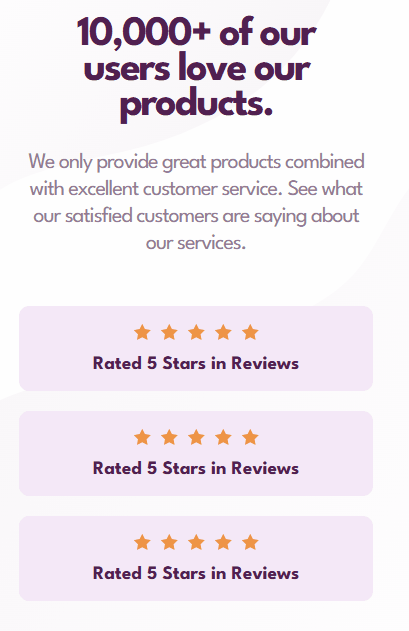 10,000+ of our
users love our
products.
We only provide great products combined
with excellent customer service. See what
our satisfied customers are saying about
our services.
Rated 5 Stars in Reviews
Rated 5 Stars in Reviews
Rated 5 Stars in Reviews